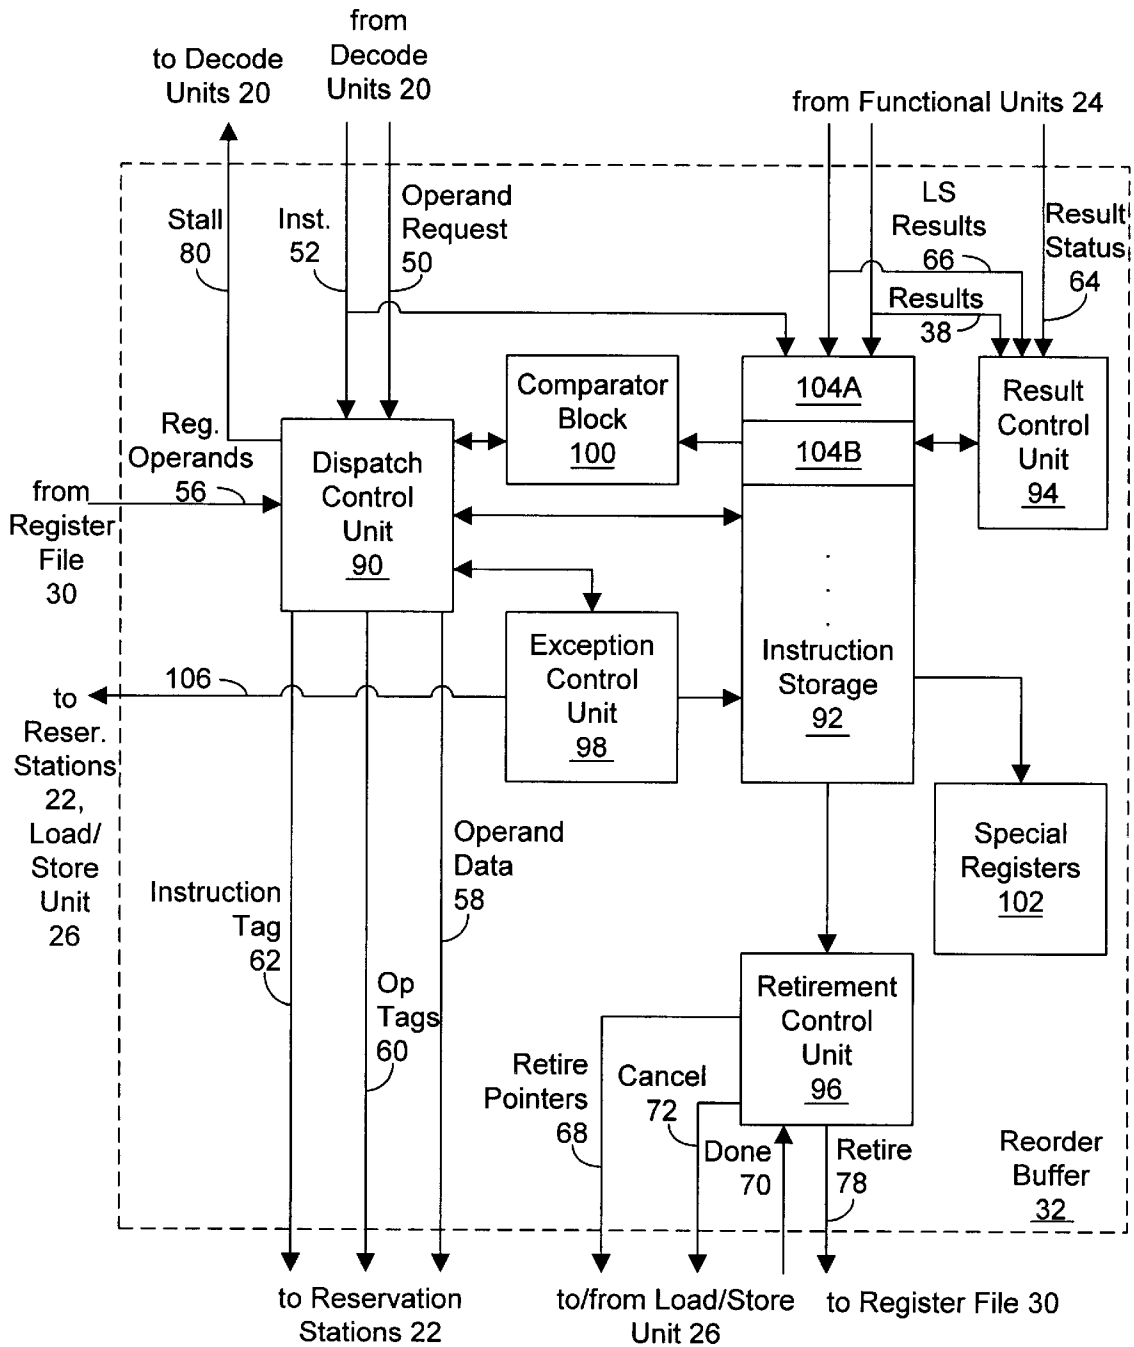 from
Decode
Units 20
to Decode
Units 20
from Functional Units 24
Stall
80
Inst.
52
Operand
Request
50
LS
Results
66
Result
Status
64
Results
38
Reg.
Operands
56
from
Register
File
30
Dispatch
Control
Unit
90
Comparator
Block
100
104A
104B
.
.
.
Instruction
Storage
92
Result
Control
Unit
94
106
to
Reser.
Stations
22,
Load/
Store
Unit
26
Exception
Control
Unit
98
Special
Registers
102
Operand
Data
58
Instruction
Tag
62
Op
Tags
60
Retirement
Control
Unit
96
Retire
Pointers
68
Cancel
72
Done
70
Retire
78
Reorder
Buffer
32
to Reservation
Stations 22
to/from Load/Store
Unit 26
to Register File 30